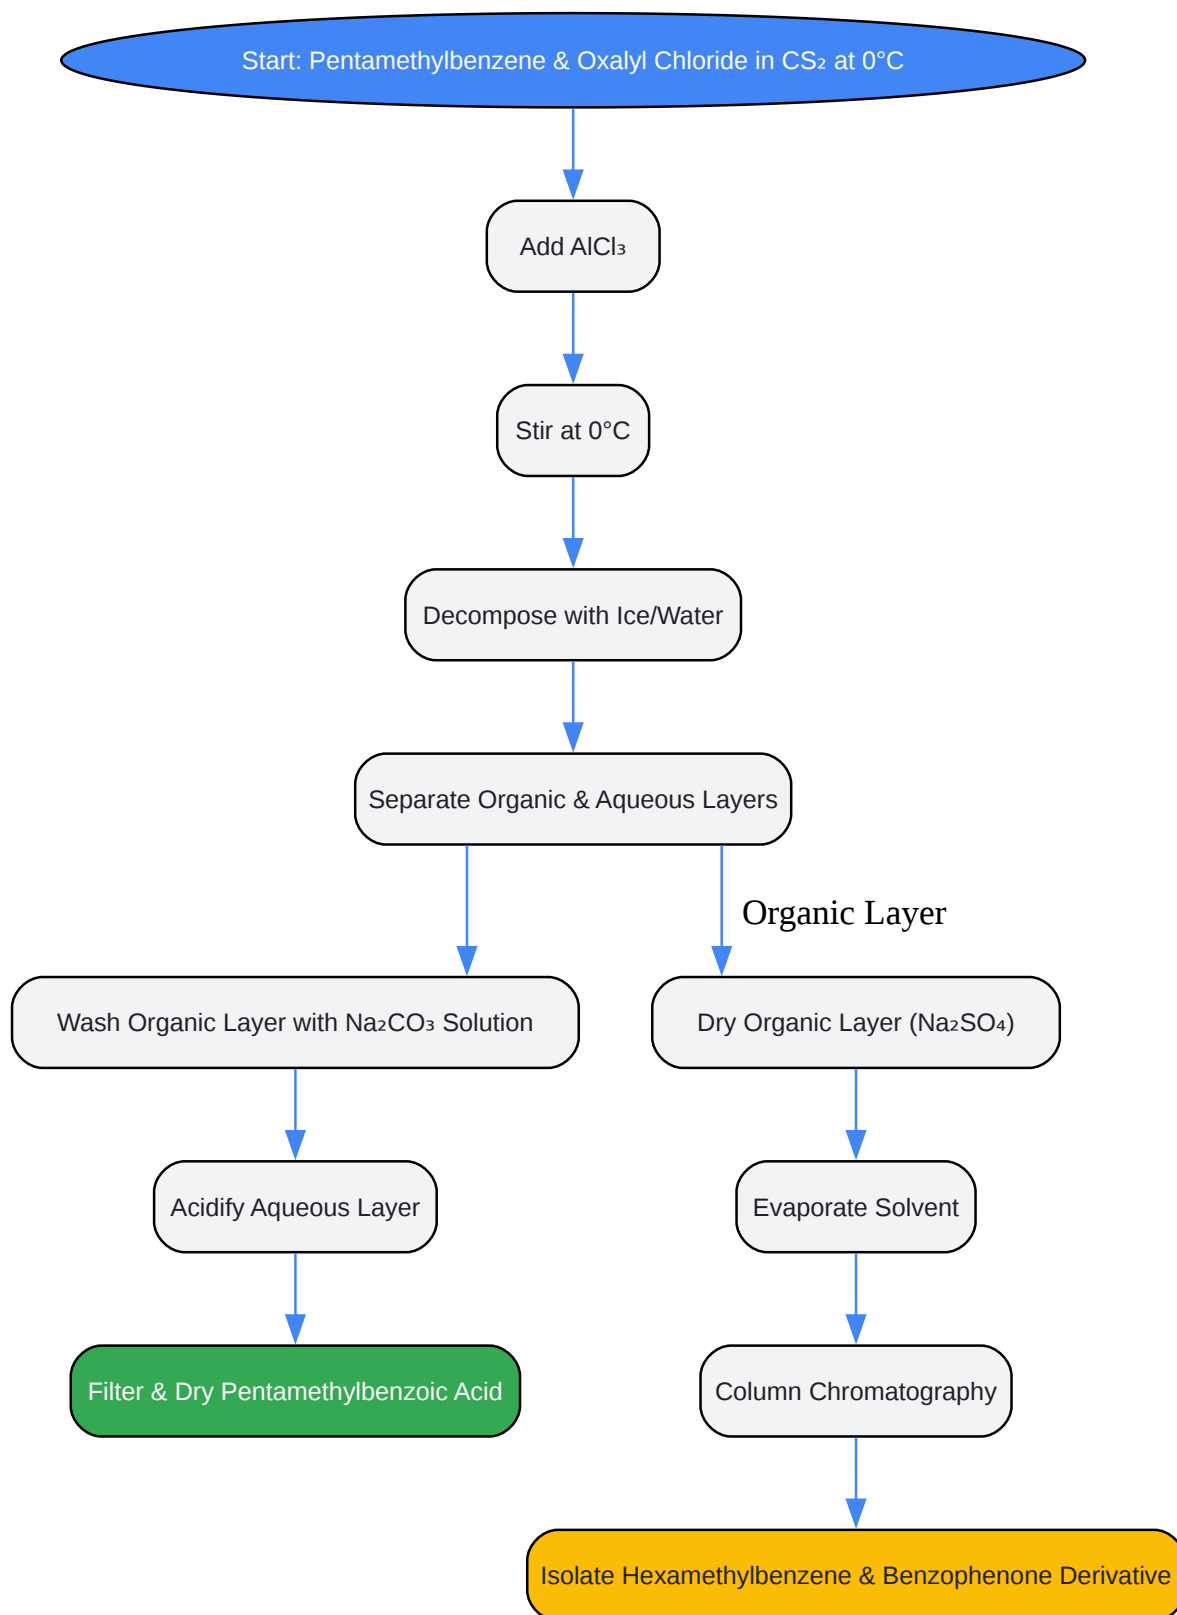 Start: Pentamethylbenzene & Oxalyl Chloride in CS₂ at 0°C
Add AlCl₃
Stir at 0°C
Decompose with Ice/Water
Separate Organic & Aqueous Layers
Organic Layer
Wash Organic Layer with Na₂CO₃ Solution
Dry Organic Layer (Na₂SO₄)
Acidify Aqueous Layer
Evaporate Solvent
Filter & Dry Pentamethylbenzoic Acid
Column Chromatography
Isolate Hexamethylbenzene & Benzophenone Derivative